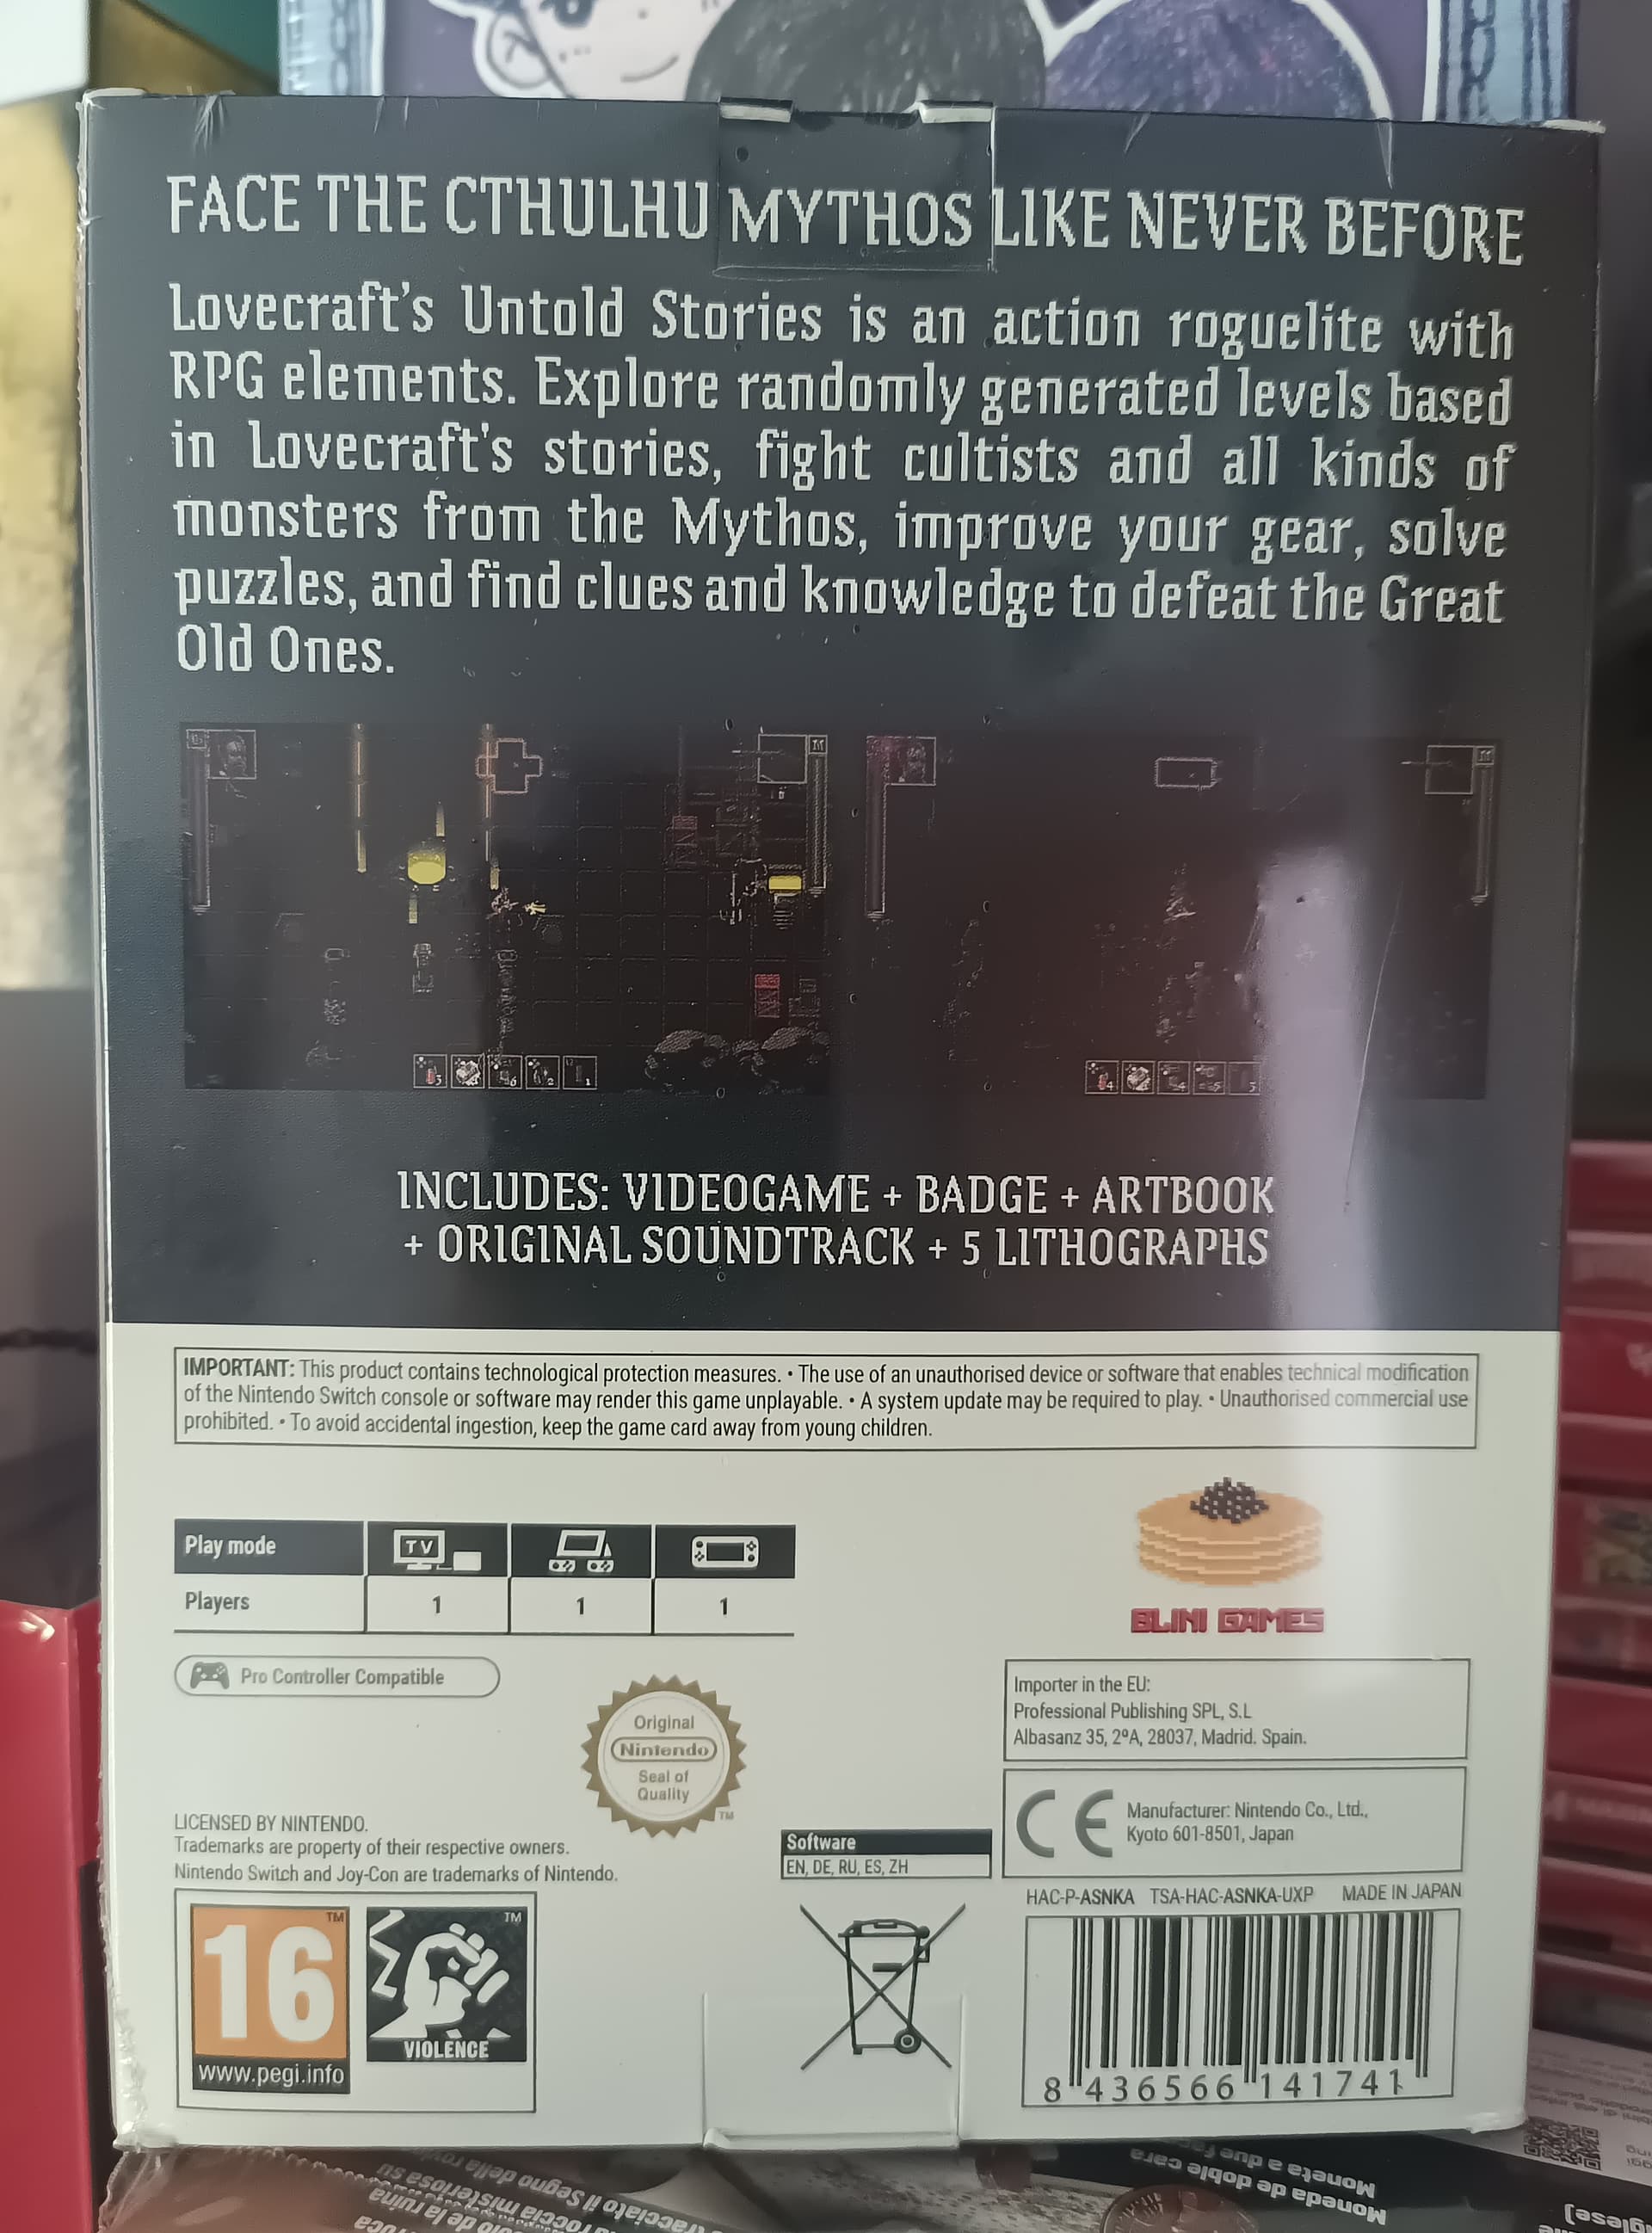 FACE THE CTHULHU MYTHOS LIKE NEVER BEFORE
Lovecraft's Untold Stories is an action roguelite with
RPG elements. Explore randomly generated levels based
in Lovecraft's stories, fight cultists and all kinds of
monsters from the Mythos, improve your gear, solve
puzzles, and find clues and knowledge to defeat the Great
Old Ones.
INCLUDES: VIDEOGAME + BADGE + ARTBOOK
+ ORIGINAL SOUNDTRACK + 5 LITHOGRAPHS
IMPORTANT: This product contains technological protection measures. • The use of an unauthorised device or software that enables technical modification
of the Nintendo Switch console or software may render this game unplayable. • A system update may be required to play. • Unauthorised commercial use
prohibited. • To avoid accidental ingestion, keep the game card away from young children.
Play mode TV
Players 1 1 1
BLINI GAMES
Pro Controller Compatible
Original
Nintendo
Seal of
Quality
TM
Importer in the EU:
Professional Publishing SPL, S.L
Albasanz 35, 2ºA, 28037, Madrid. Spain.
CE
Manufacturer: Nintendo Co., Ltd.,
Kyoto 601-8501, Japan
LICENSED BY NINTENDO.
Trademarks are property of their respective owners.
Nintendo Switch and Joy-Con are trademarks of Nintendo.
Software
EN, DE, RU, ES, ZH
HAC-P-ASNKA TSA-HAC-ASNKA-UXP MADE IN JAPAN
16 TM
www.pegi.info
TM
VIOLENCE
8 436566 141741
Moneda de doble cara
Moneta a due